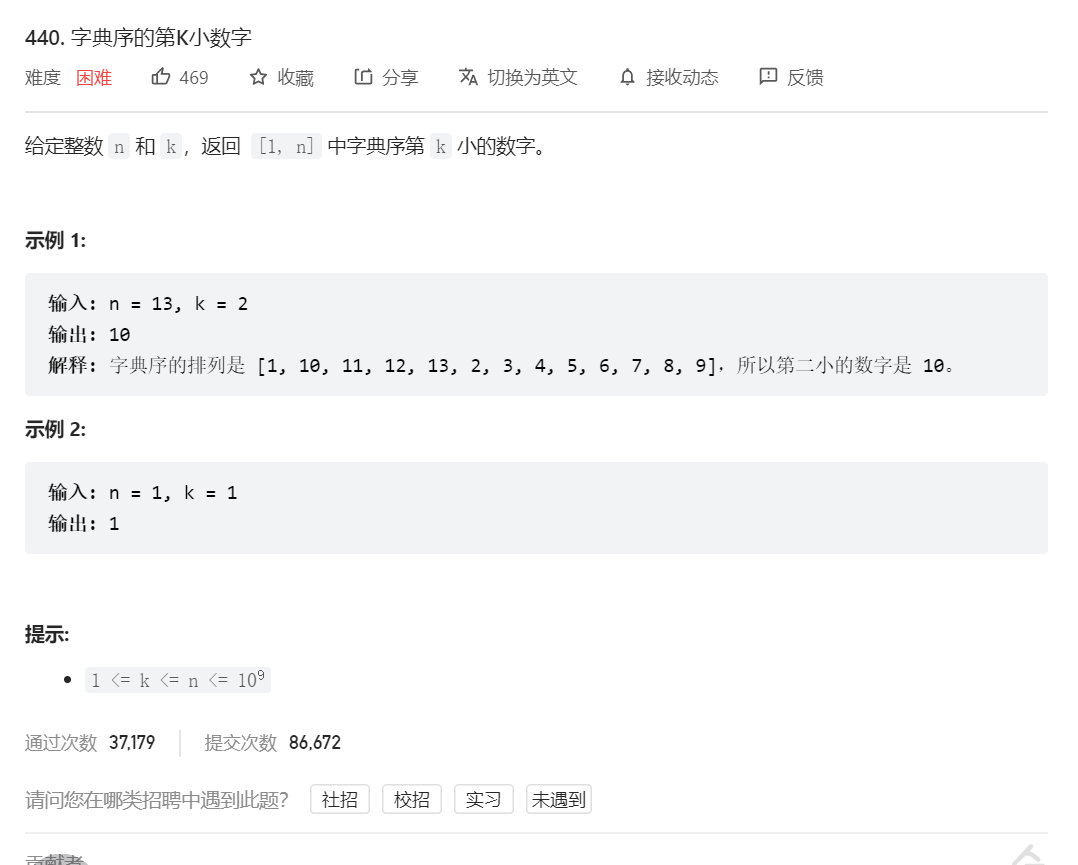 440. 字典序的第K小数字
难度 困难 469 收藏 分享 切换为英文 接收动态 反馈
给定整数 n 和 k，返回 [1, n] 中字典序第 k 小的数字。
示例 1:
输入: n = 13, k = 2
输出: 10
解释: 字典序的排列是 [1, 10, 11, 12, 13, 2, 3, 4, 5, 6, 7, 8, 9]，所以第二小的数字是 10。
示例 2:
输入: n = 1, k = 1
输出: 1
提示:
• 1 <= k <= n <= 10⁹
通过次数 37,179 提交次数 86,672
请问您在哪类招聘中遇到此题？ 社招 校招 实习 未遇到
贡献者